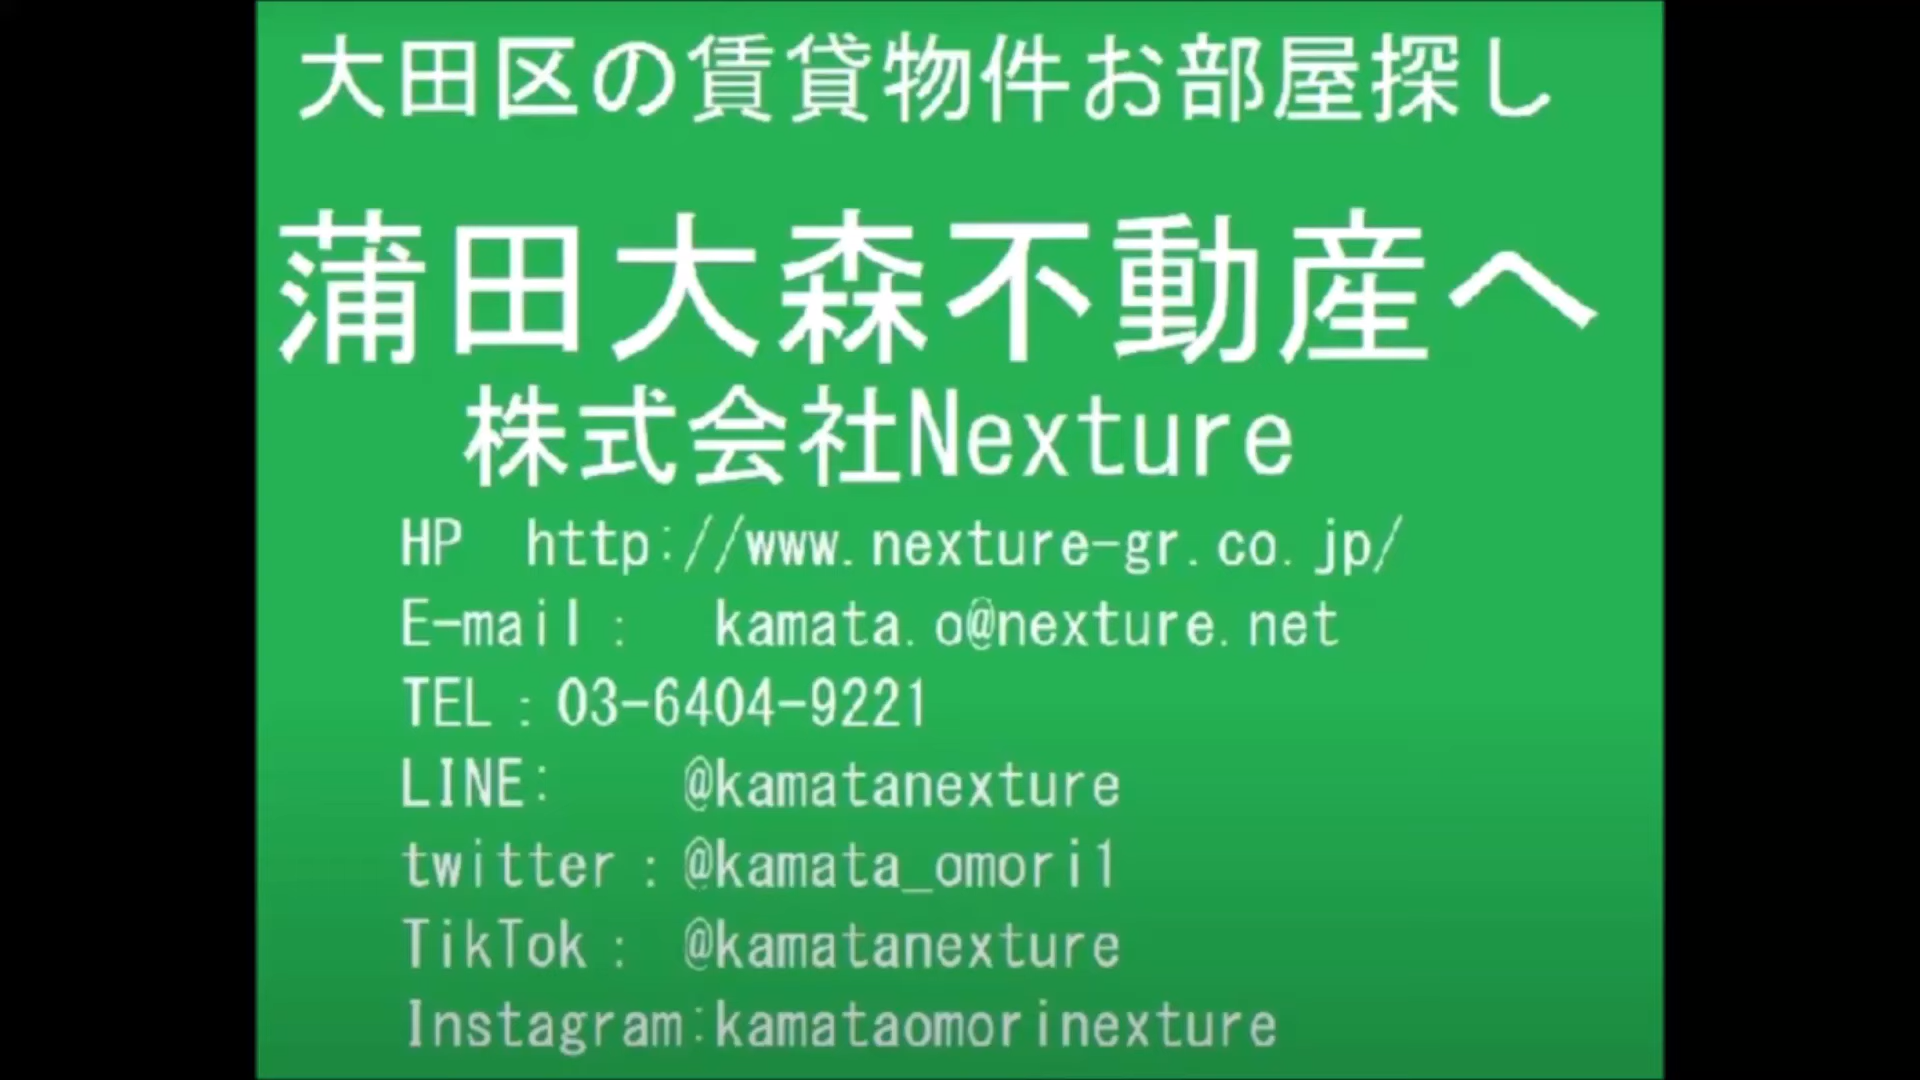 大田区の賃貸物件お部屋探し
蒲田大森不動産へ
株式会社Nexture
HP　http://www.nexture-gr.co.jp/
E-mail：　kamata.o@nexture.net
TEL：03-6404-9221
LINE:　　@kamatanexture
twitter：@kamata_omori1
TikTok：　@kamatanexture
Instagram:kamataomorinexture